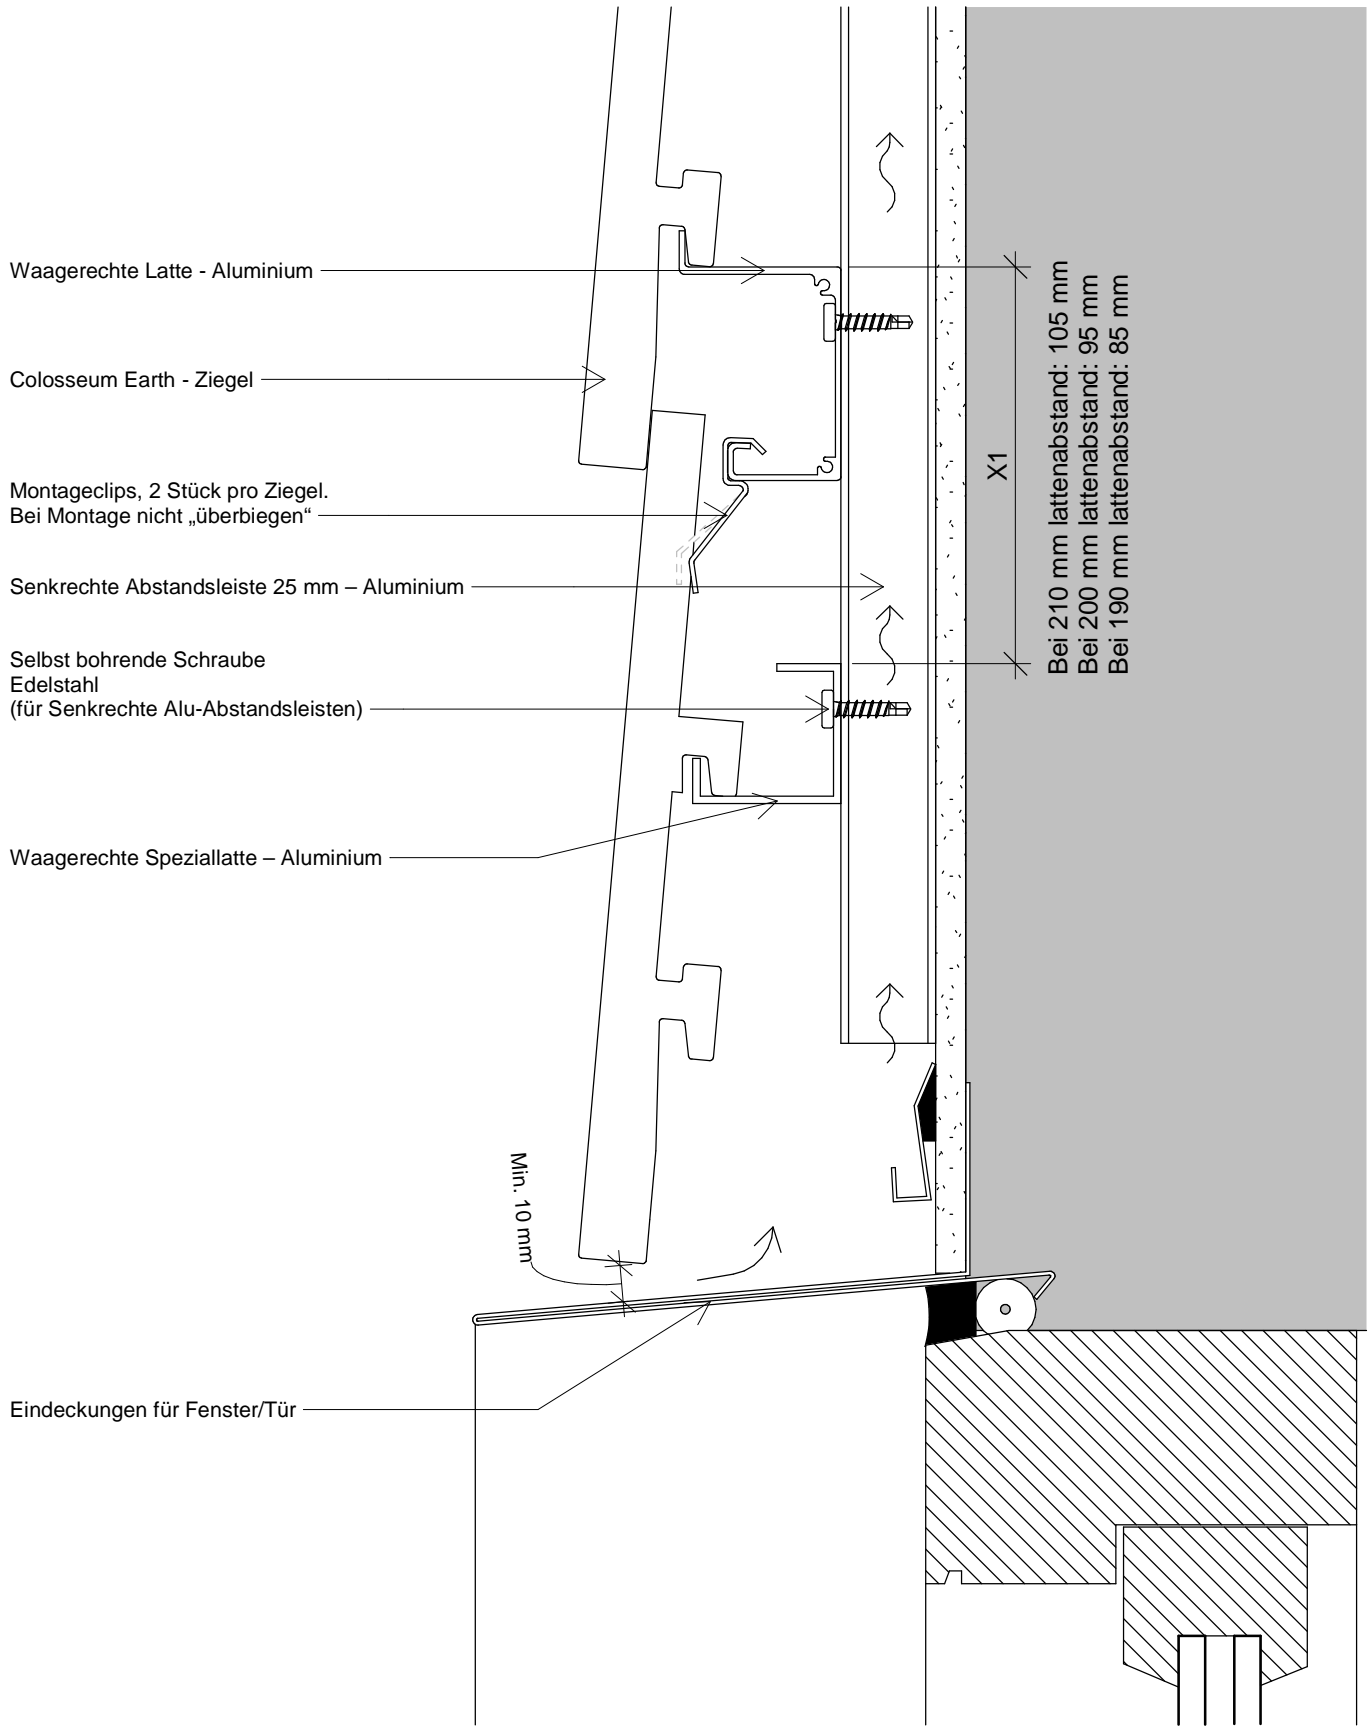 Waagerechte Latte - Aluminium
Colosseum Earth - Ziegel
Montageclips, 2 Stück pro Ziegel.
Bei Montage nicht „überbiegen“
Senkrechte Abstandsleiste 25 mm – Aluminium
Selbst bohrende Schraube
Edelstahl
(für Senkrechte Alu-Abstandsleisten)
Waagerechte Speziallatte – Aluminium
Min. 10 mm
Eindeckungen für Fenster/Tür
X1
Bei 210 mm lattenabstand: 105 mm
Bei 200 mm lattenabstand: 95 mm
Bei 190 mm lattenabstand: 85 mm